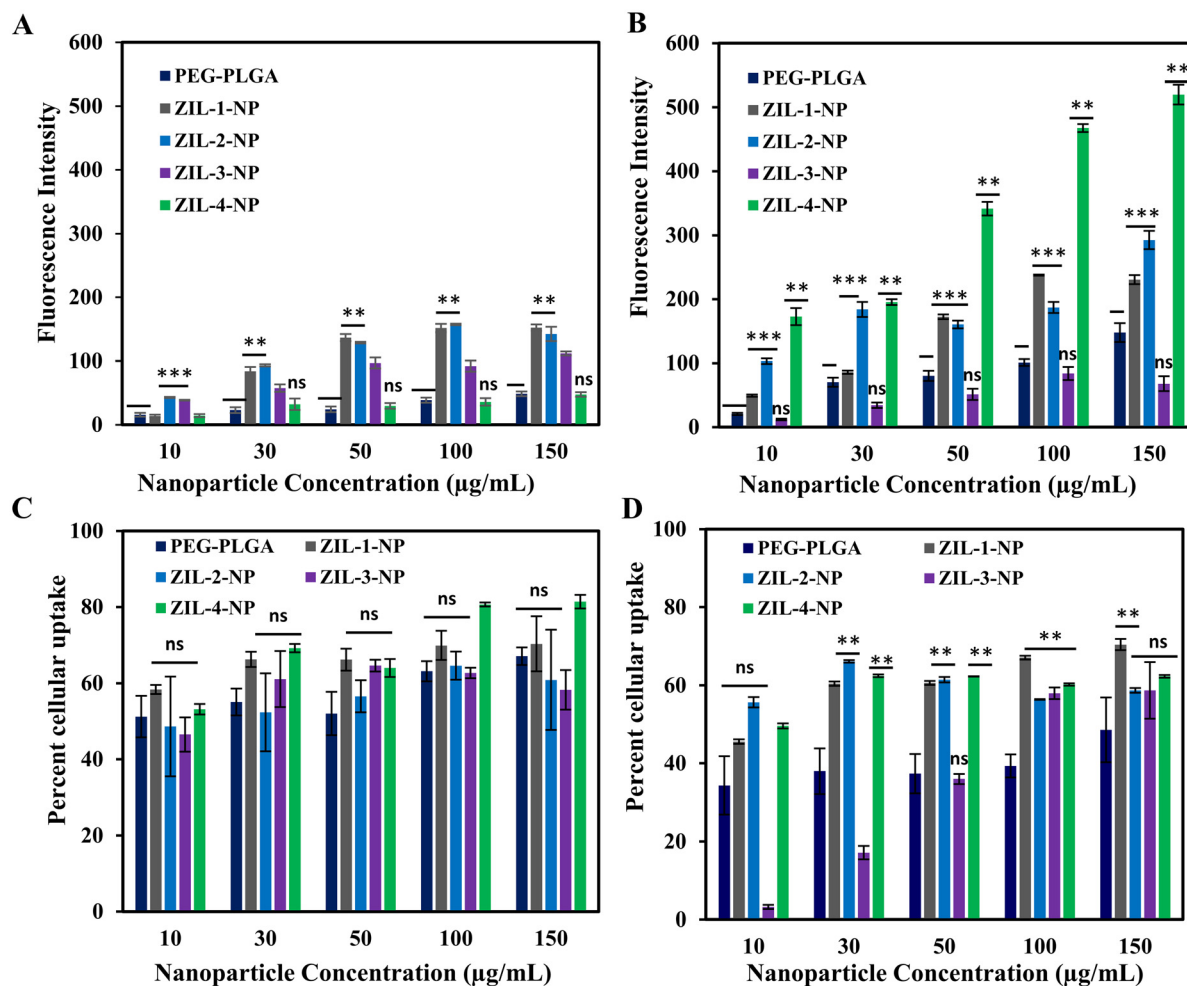 A
Fluorescence Intensity
600
500
400
300
200
100
0
PEG-PLGA
ZIL-1-NP
ZIL-2-NP
ZIL-3-NP
ZIL-4-NP
***
**
ns
**
ns
**
ns
**
ns
10 30 50 100 150
Nanoparticle Concentration (µg/mL)
B
Fluorescence Intensity
600
500
400
300
200
100
0
PEG-PLGA
ZIL-1-NP
ZIL-2-NP
ZIL-3-NP
ZIL-4-NP
***
ns
**
***
ns
**
***
ns
**
***
ns
**
***
ns
**
10 30 50 100 150
Nanoparticle Concentration (µg/mL)
C
Percent cellular uptake
100
80
60
40
20
0
PEG-PLGA ZIL-1-NP
ZIL-2-NP ZIL-3-NP
ZIL-4-NP
ns
ns
ns
ns
ns
10 30 50 100 150
Nanoparticle Concentration (µg/mL)
D
Percent cellular uptake
100
80
60
40
20
0
PEG-PLGA ZIL-1-NP
ZIL-2-NP ZIL-3-NP
ZIL-4-NP
ns
**
**
**
ns
**
**
**
ns
10 30 50 100 150
Nanoparticle Concentration (µg/mL)